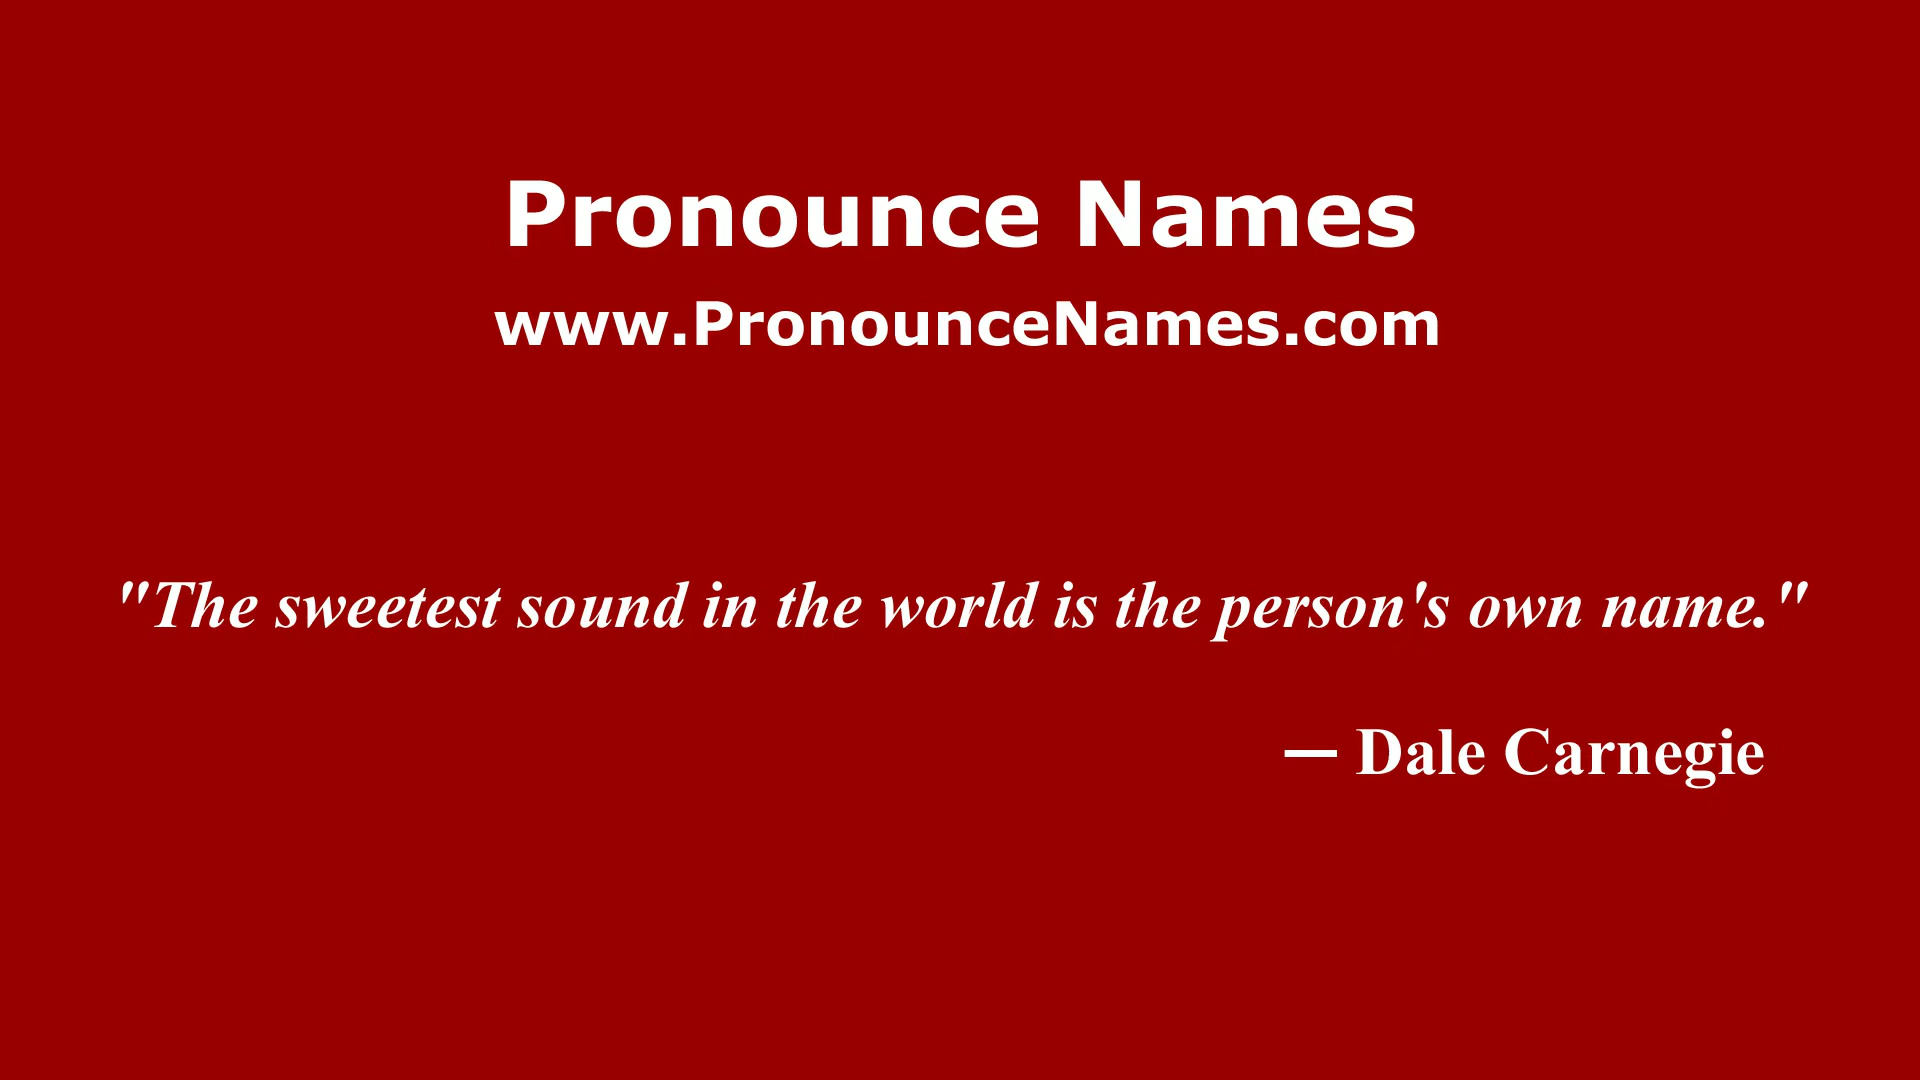 Pronounce Names
www.PronounceNames.com
"The sweetest sound in the world is the person's own name."
— Dale Carnegie